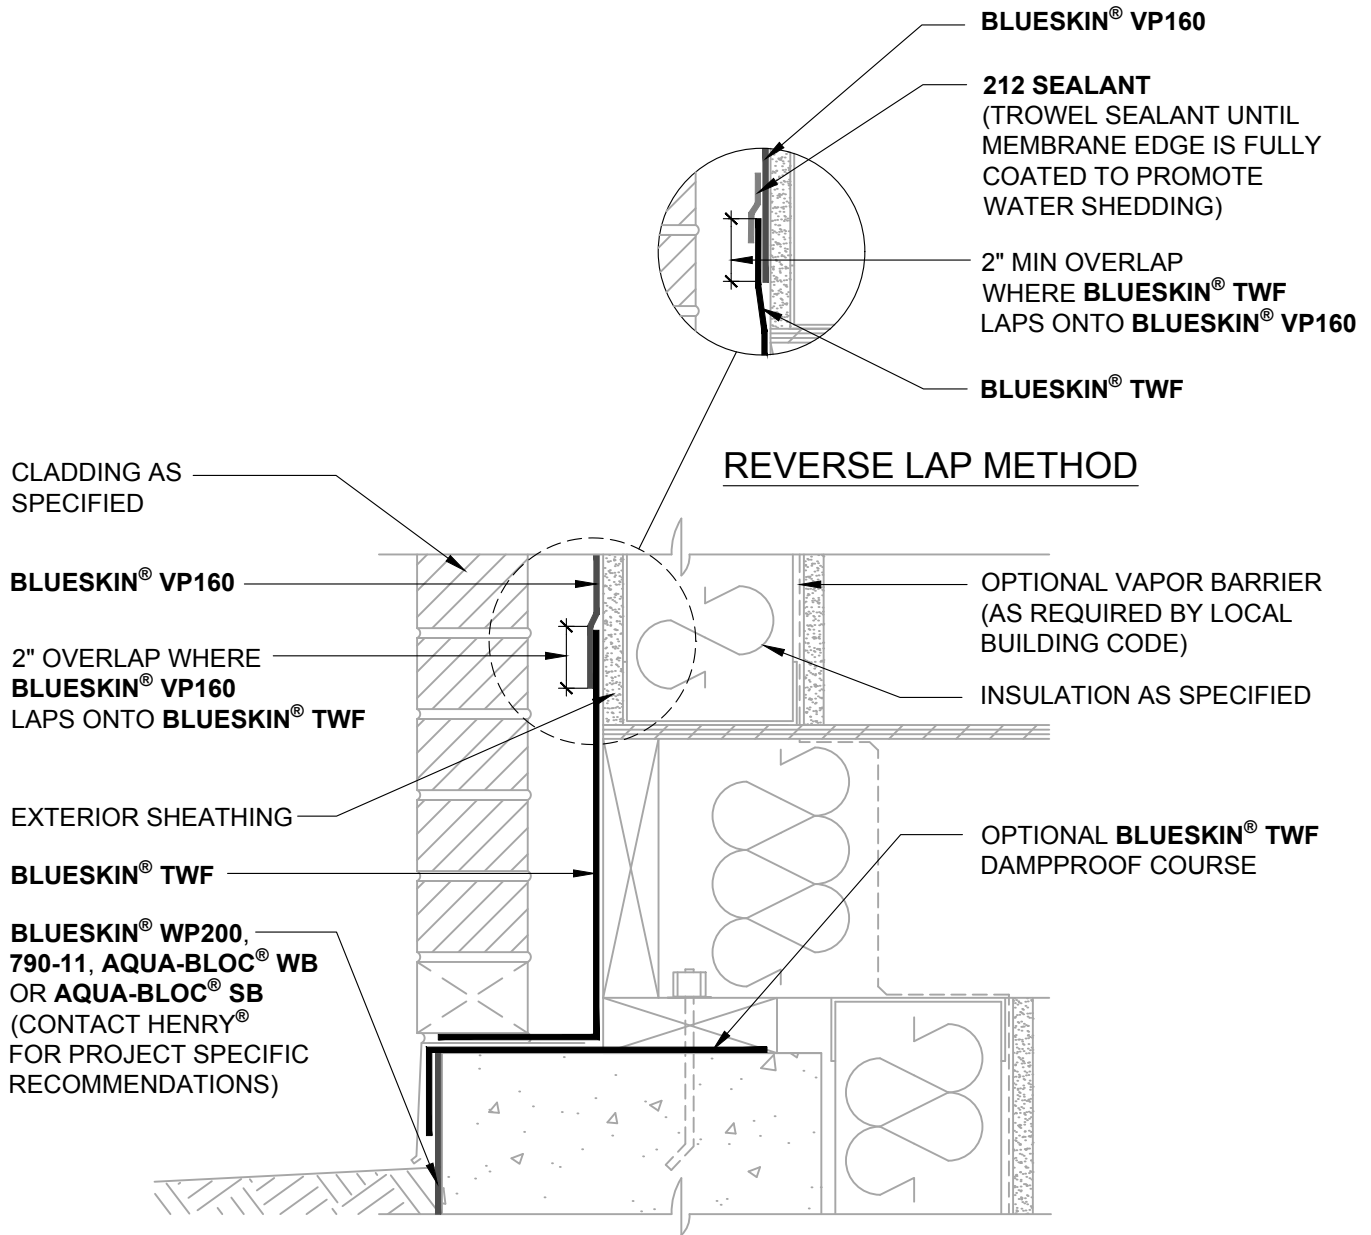 BLUESKIN® VP160
212 SEALANT
(TROWEL SEALANT UNTIL
MEMBRANE EDGE IS FULLY
COATED TO PROMOTE
WATER SHEDDING)
2" MIN OVERLAP
WHERE BLUESKIN® TWF
LAPS ONTO BLUESKIN® VP160
BLUESKIN® TWF
REVERSE LAP METHOD
CLADDING AS
SPECIFIED
BLUESKIN® VP160
2" OVERLAP WHERE
BLUESKIN® VP160
LAPS ONTO BLUESKIN® TWF
EXTERIOR SHEATHING
BLUESKIN® TWF
BLUESKIN® WP200,
790-11, AQUA-BLOC® WB
OR AQUA-BLOC® SB
(CONTACT HENRY®
FOR PROJECT SPECIFIC
RECOMMENDATIONS)
OPTIONAL VAPOR BARRIER
(AS REQUIRED BY LOCAL
BUILDING CODE)
INSULATION AS SPECIFIED
OPTIONAL BLUESKIN® TWF
DAMPPROOF COURSE